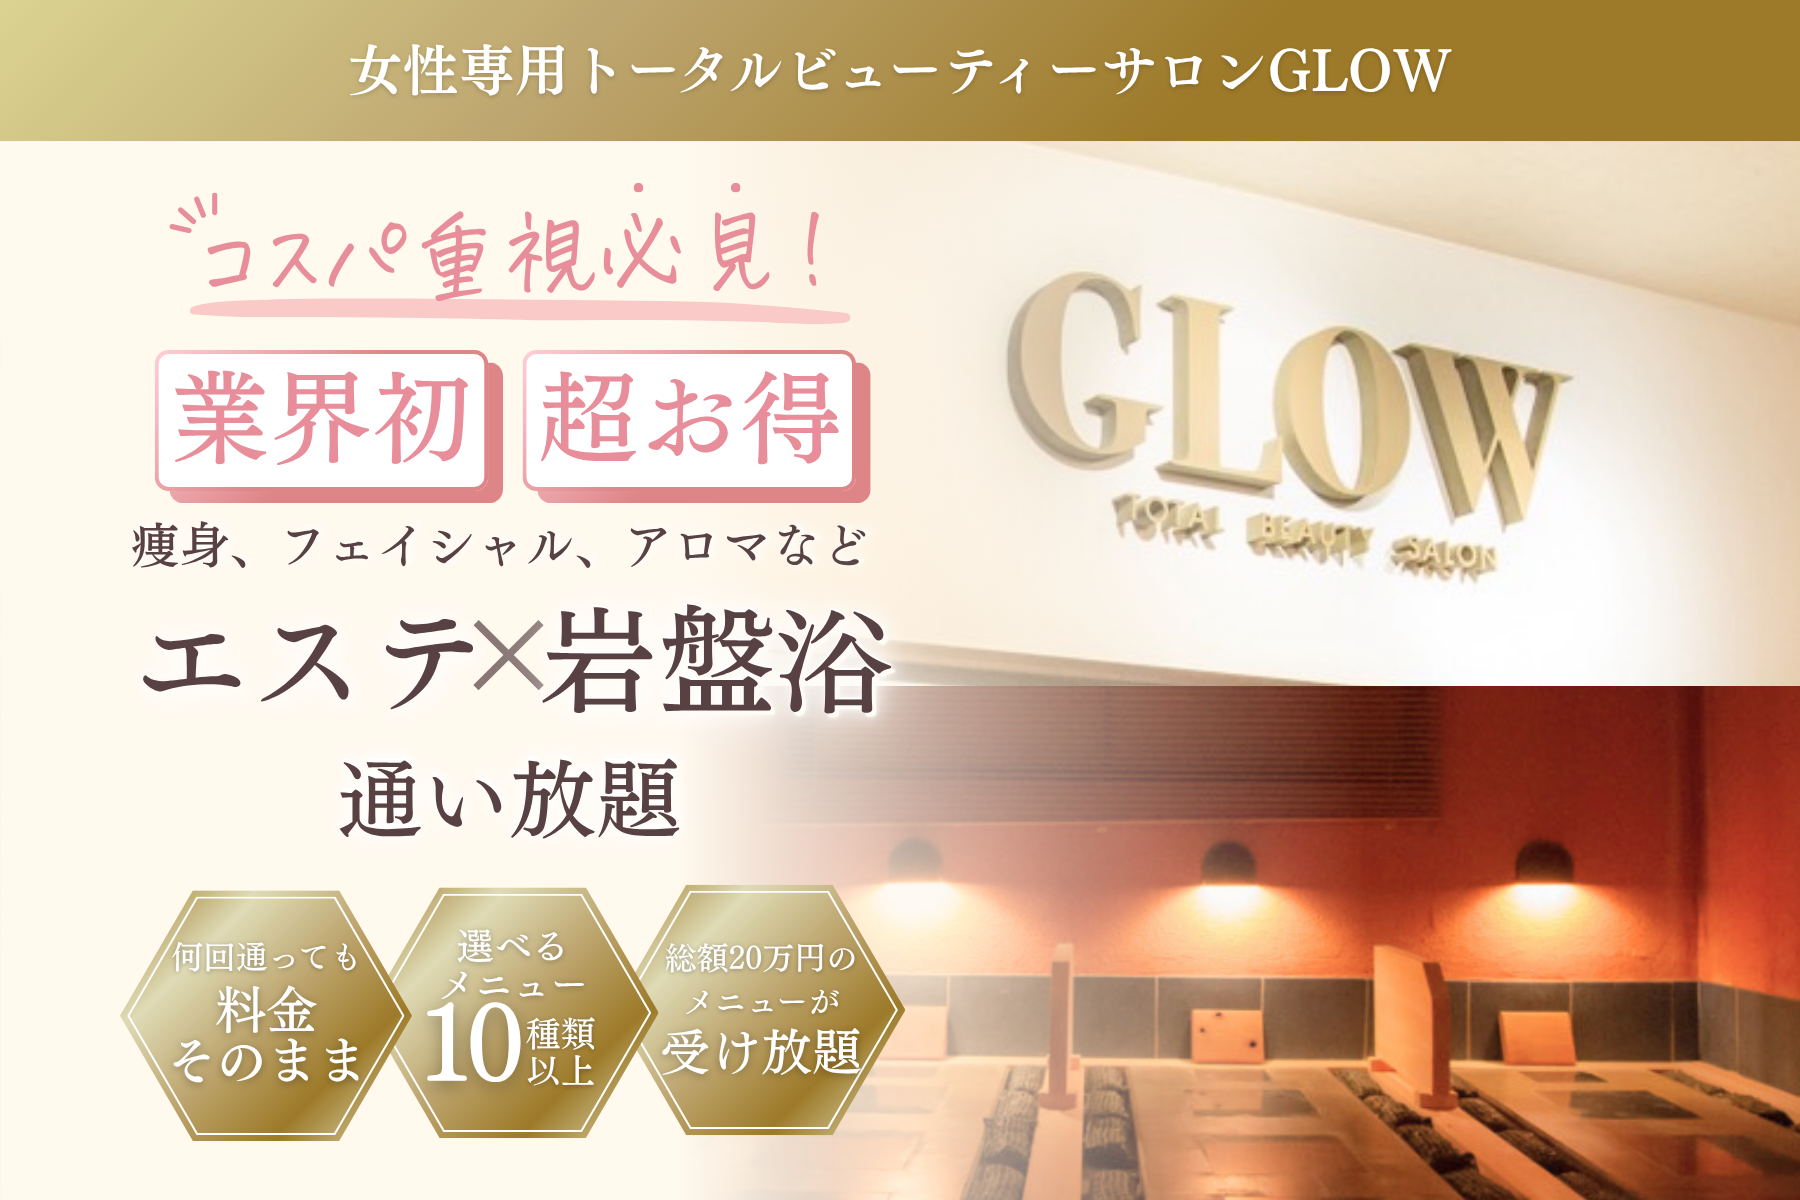 女性専用トータルビューティーサロンGLOW
コスパ重視必見！
業界初
超お得
痩身、フェイシャル、アロマなど
エステ×岩盤浴
通い放題
何回通っても
料金
そのまま
選べる
メニュー
10種類
以上
総額20万円の
メニューが
受け放題
GLOW
TOTAL BEAUTY SALON